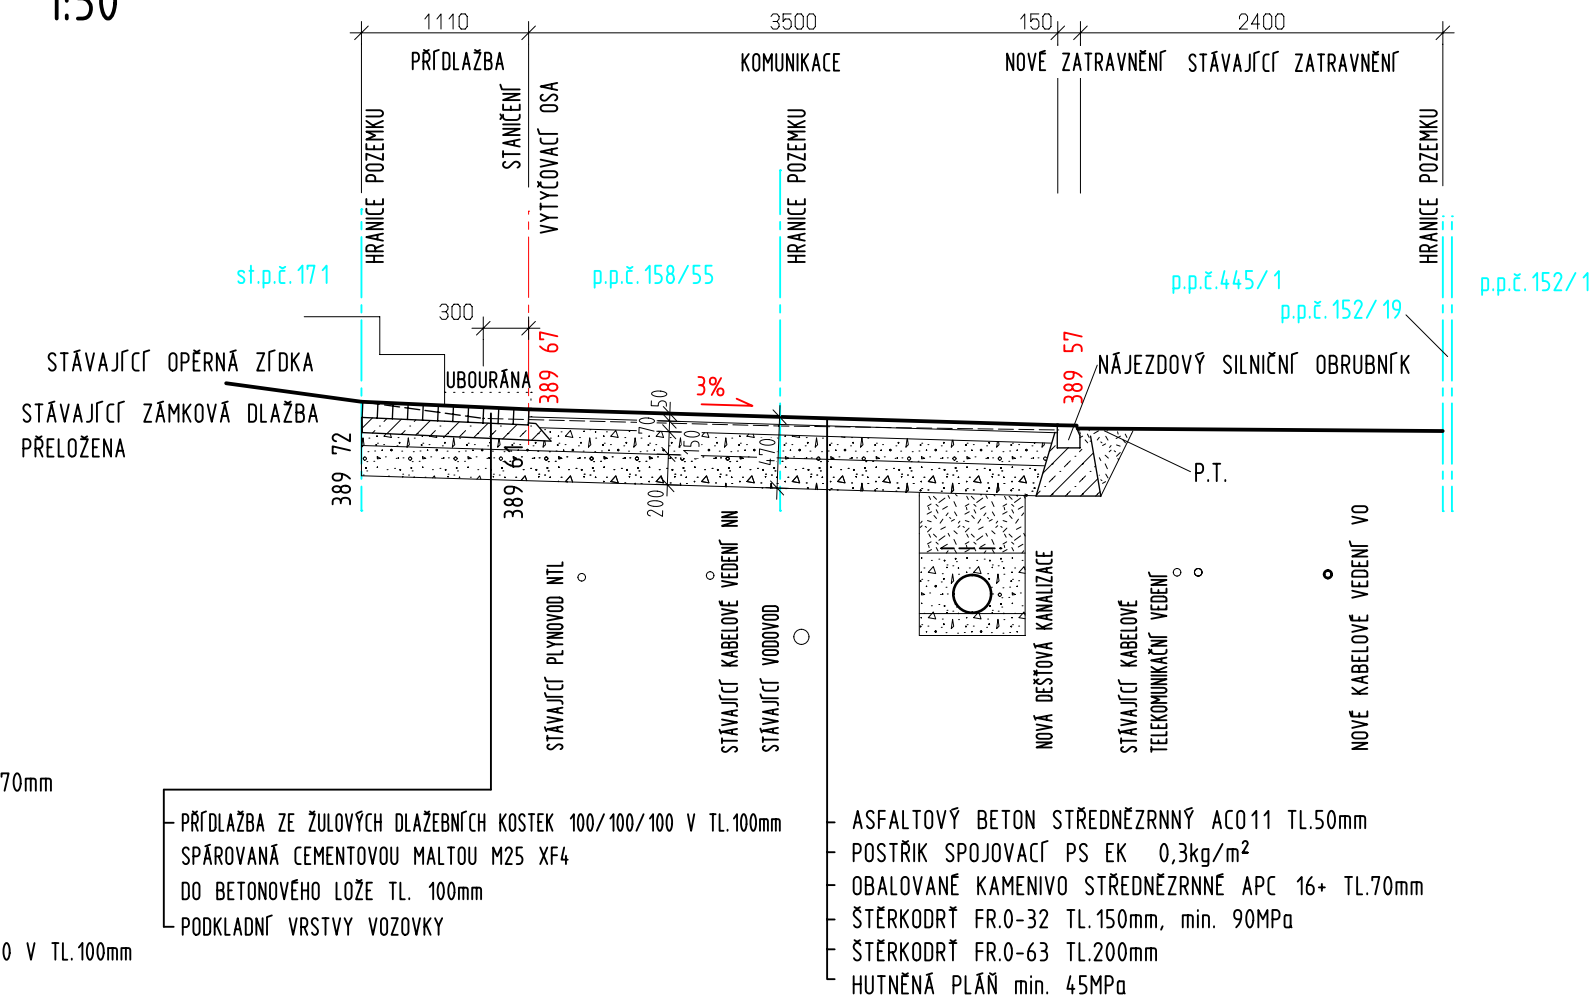 1:50
1110
3500
150
2400
PŘÍDLAŽBA
KOMUNIKACE
NOVÉ ZATRAVNĚNÍ
STÁVAJÍCÍ ZATRAVNĚNÍ
HRANICE POZEMKU
STANIČENÍ
VYTYČOVACÍ OSA
HRANICE POZEMKU
HRANICE POZEMKU
st.p.č.171
p.p.č.158/55
p.p.č.445/1
p.p.č.152/19
p.p.č.152/1
300
STÁVAJÍCÍ OPĚRNÁ ZÍDKA
UBOURÁNA
389 67
3%
389 57
NÁJEZDOVÝ SILNIČNÍ OBRUBNÍK
STÁVAJÍCÍ ZÁMKOVÁ DLAŽBA
PŘELOŽENA
389 72
389 61
50
70
150
200
470
P.T.
STÁVAJÍCÍ PLYNOVOD NTL
STÁVAJÍCÍ KABELOVÉ VEDENÍ NN
STÁVAJÍCÍ VODOVOD
NOVÁ DEŠŤOVÁ KANALIZACE
STÁVAJÍCÍ KABELOVÉ
TELEKOMUNIKAČNÍ VEDENÍ
NOVÉ KABELOVÉ VEDENÍ VO
70mm
0 V TL.100mm
PŘÍDLAŽBA ZE ŽULOVÝCH DLAŽEBNÍCH KOSTEK 100/100/100 V TL.100mm
SPÁROVANÁ CEMENTOVOU MALTOU M25 XF4
DO BETONOVÉHO LOŽE TL. 100mm
PODKLADNÍ VRSTVY VOZOVKY
ASFALTOVÝ BETON STŘEDNĚZRNNÝ ACO11 TL.50mm
POSTŘIK SPOJOVACÍ PS EK 0,3kg/m²
OBALOVANÉ KAMENIVO STŘEDNĚZRNNÉ APC 16+ TL.70mm
ŠTĚRKODRŤ FR.0-32 TL.150mm, min. 90MPa
ŠTĚRKODRŤ FR.0-63 TL.200mm
HUTNĚNÁ PLÁŇ min. 45MPa